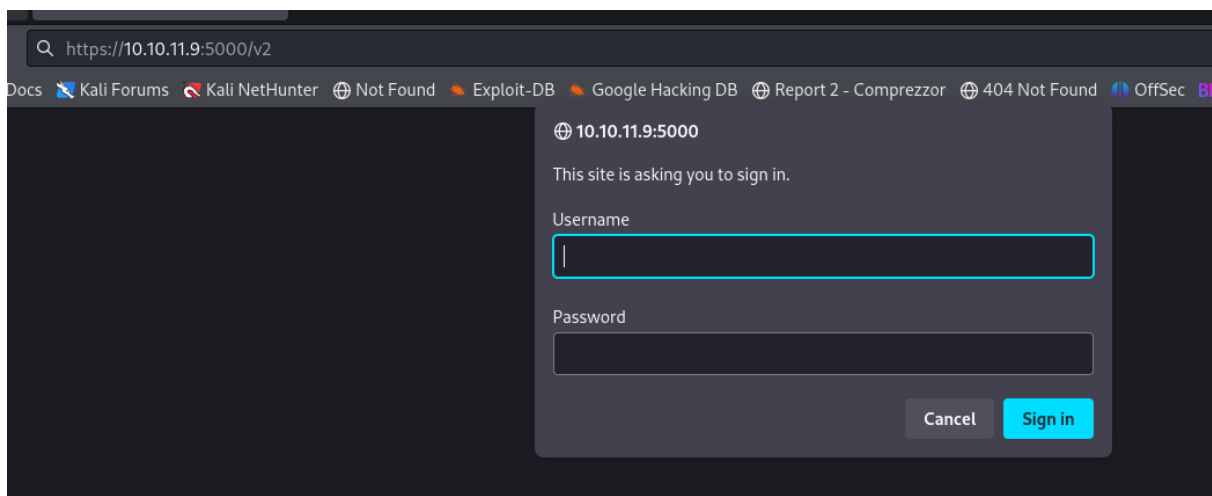 https://10.10.11.9:5000/v2
Docs Kali Forums Kali NetHunter Not Found Exploit-DB Google Hacking DB Report 2 - Comprezzor 404 Not Found OffSec
10.10.11.9:5000
This site is asking you to sign in.
Username
Password
Cancel Sign in